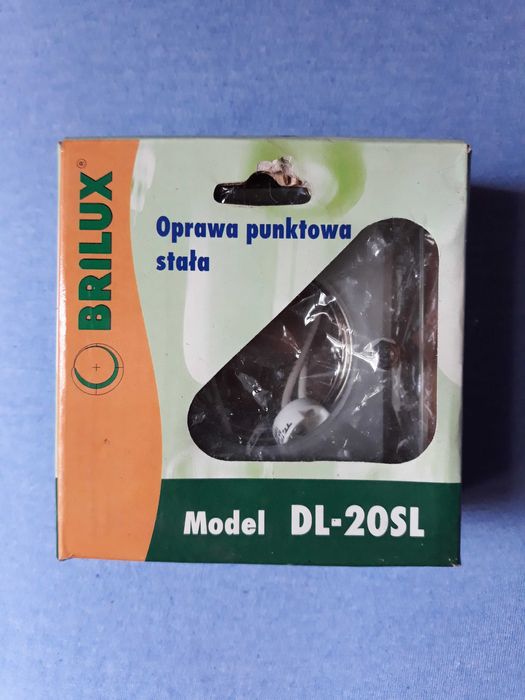 BRILUX®
Oprawa punktowa
stała
Model DL-20SL